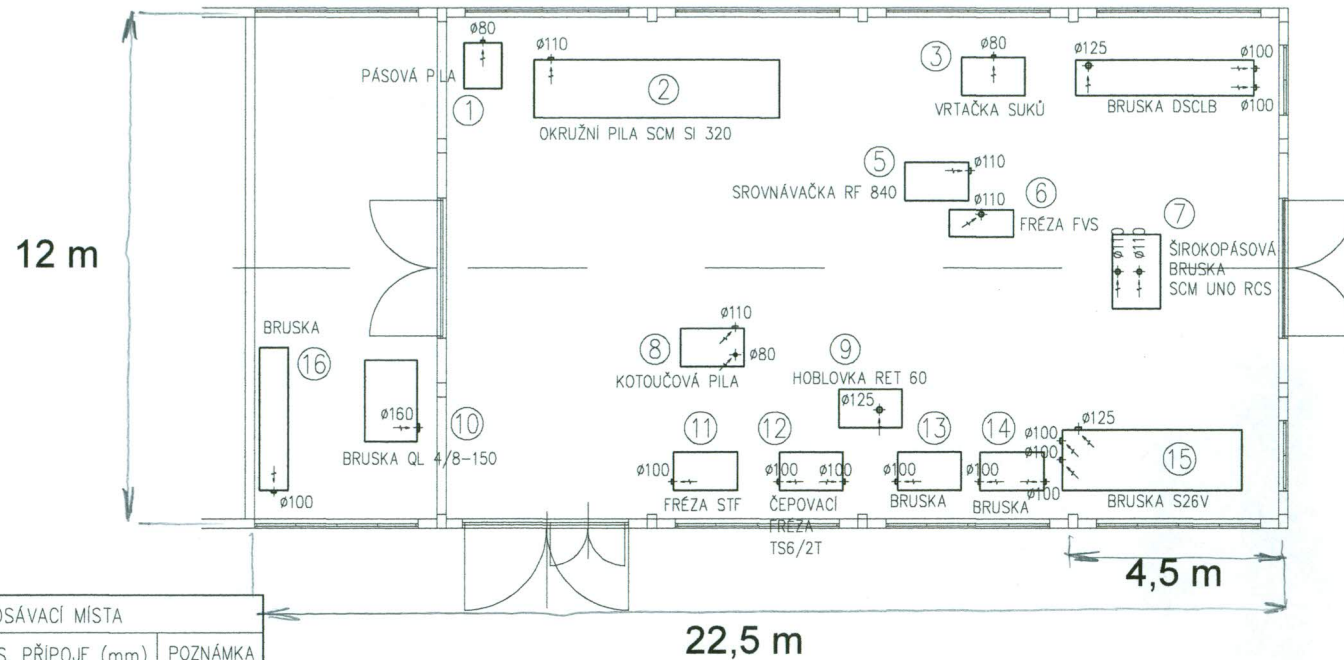 ø80
PÁSOVÁ PILA
①
ø110
②
OKRUŽNÍ PILA SCM SI 320
③
ø80
VRTAČKA SUKŮ
ø125
ø100
ø100
BRUSKA DSCLB
⑤
ø110
SROVNÁVAČKA RF 840
⑥
ø110
FRÉZA FVS
⑦
ŠIROKOPÁSOVÁ
BRUSKA
SCM UNO RCS
12 m
BRUSKA
⑯
ø100
ø160
⑩
BRUSKA QL 4/8-150
ø110
⑧
ø80
KOTOUČOVÁ PILA
⑨
HOBLOVKA RET 60
ø125
⑪
ø100
FRÉZA STF
⑫
ø100
ø100
ČEPOVACÍ
FRÉZA
TS6/2T
⑬
ø100
BRUSKA
⑭
ø100
ø100
BRUSKA
ø125
ø100
ø100
⑮
BRUSKA S26V
4,5 m
22,5 m
OSÁVACÍ MÍSTA
S. PŘÍPOJE (mm)
POZNÁMKA